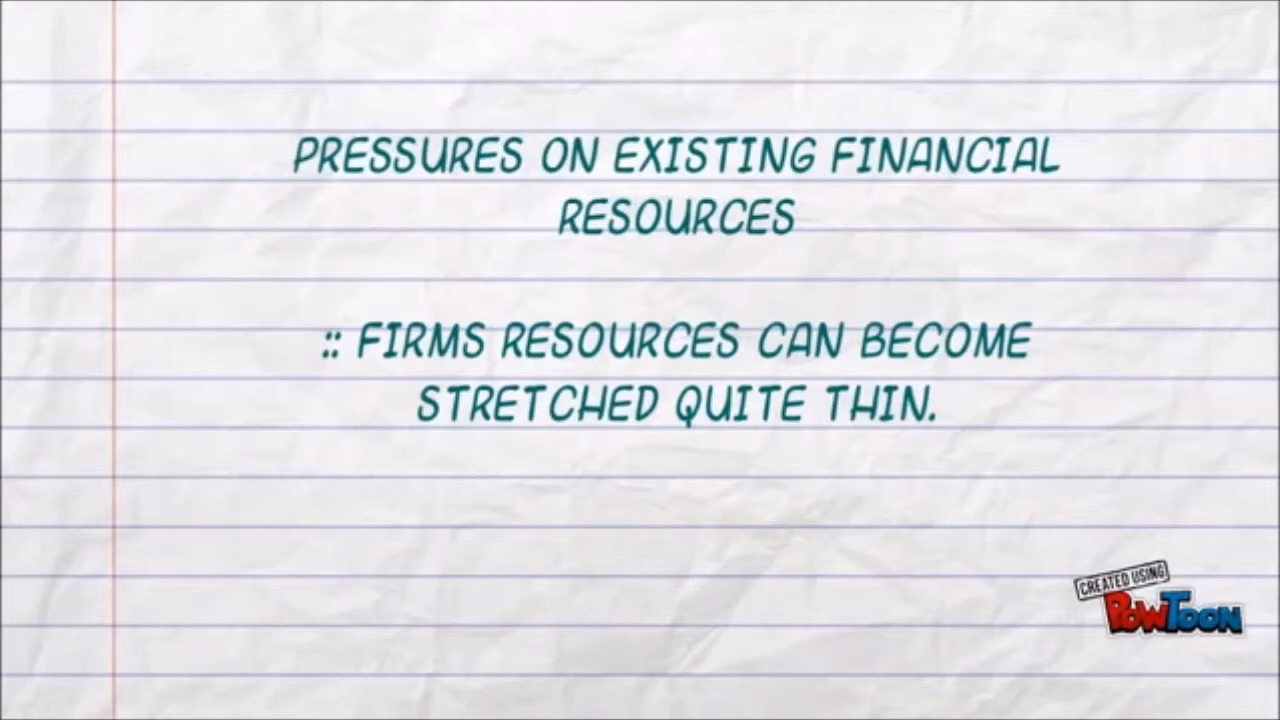 PRESSURES ON EXISTING FINANCIAL
RESOURCES
:: FIRMS RESOURCES CAN BECOME
STRETCHED QUITE THIN.
CREATED USING
POWTOON